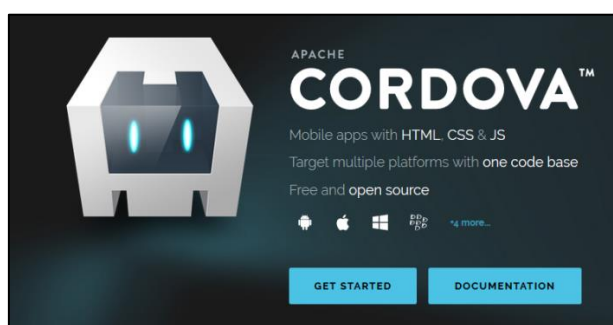 APACHE
CORDOVA™
Mobile apps with HTML, CSS & JS
Target multiple platforms with one code base
Free and open source
+4 more...
GET STARTED
DOCUMENTATION